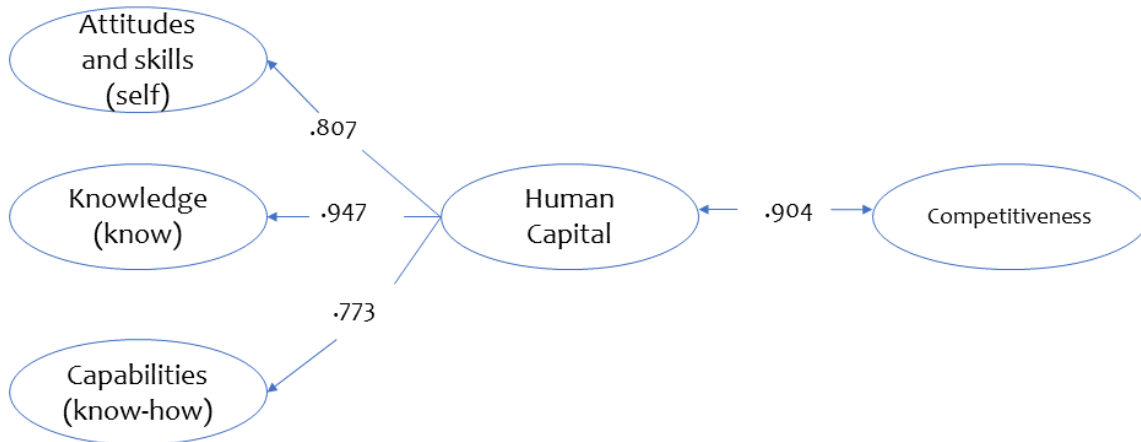 Attitudes
and skills
(self)
.807
Knowledge
(know)
.947
Human
Capital
.904
Competitiveness
.773
Capabilities
(know-how)